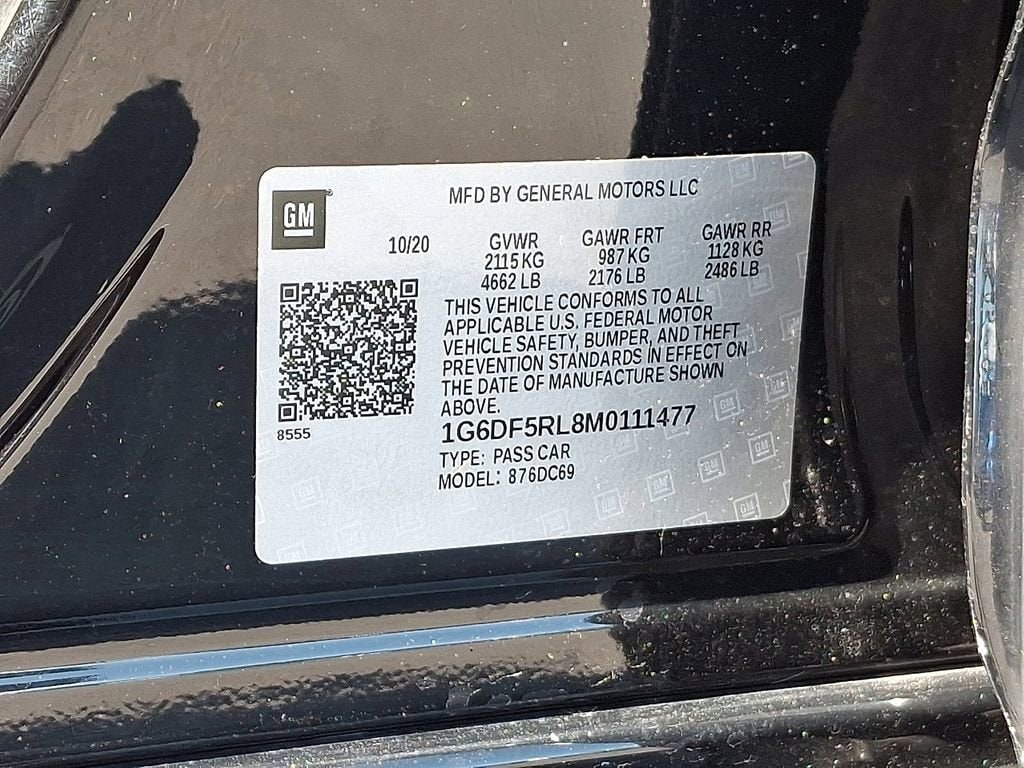 GM
MFD BY GENERAL MOTORS LLC
10/20
GVWR GAWR FRT GAWR RR
2115 KG 987 KG 1128 KG
4662 LB 2176 LB 2486 LB
THIS VEHICLE CONFORMS TO ALL
APPLICABLE U.S. FEDERAL MOTOR
VEHICLE SAFETY, BUMPER, AND THEFT
PREVENTION STANDARDS IN EFFECT ON
THE DATE OF MANUFACTURE SHOWN
ABOVE.
8555
1G6DF5RL8M0111477
TYPE: PASS CAR
MODEL: 876DC69